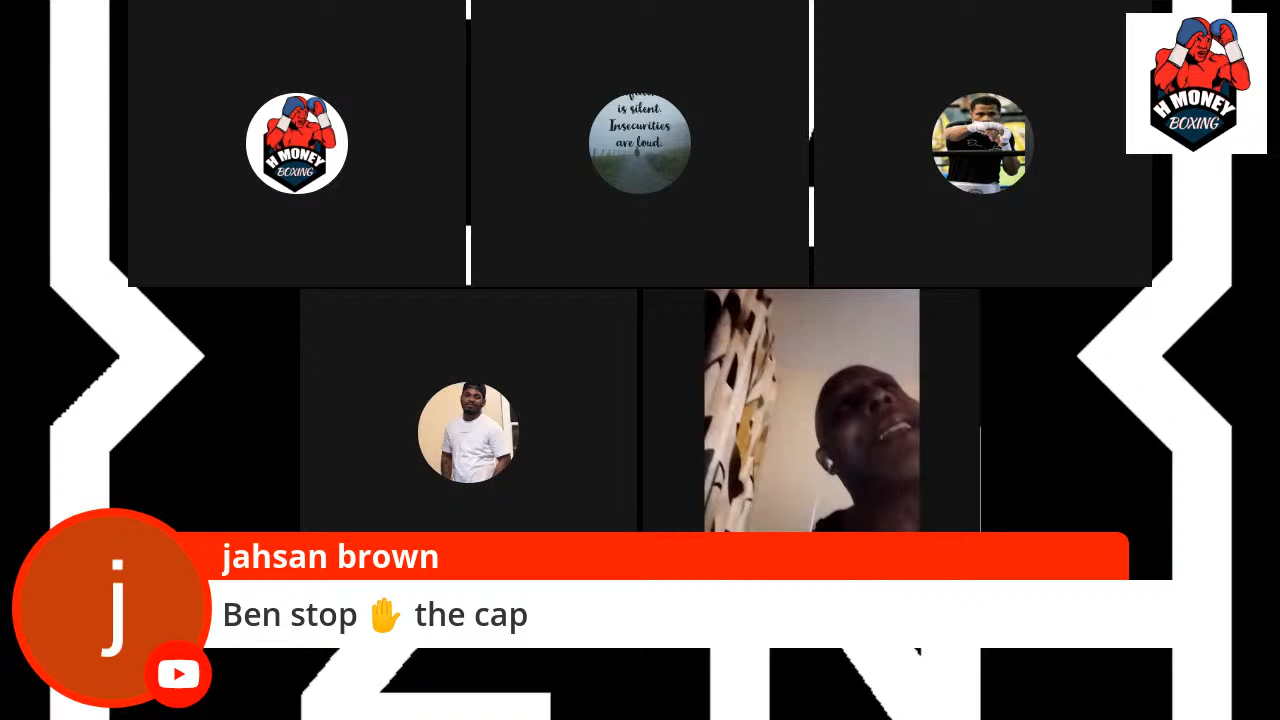 H MONEY
BOXING
is silent.
Insecurities
are loud.
H MONEY
BOXING
j
jahsan brown
Ben stop ✋ the cap